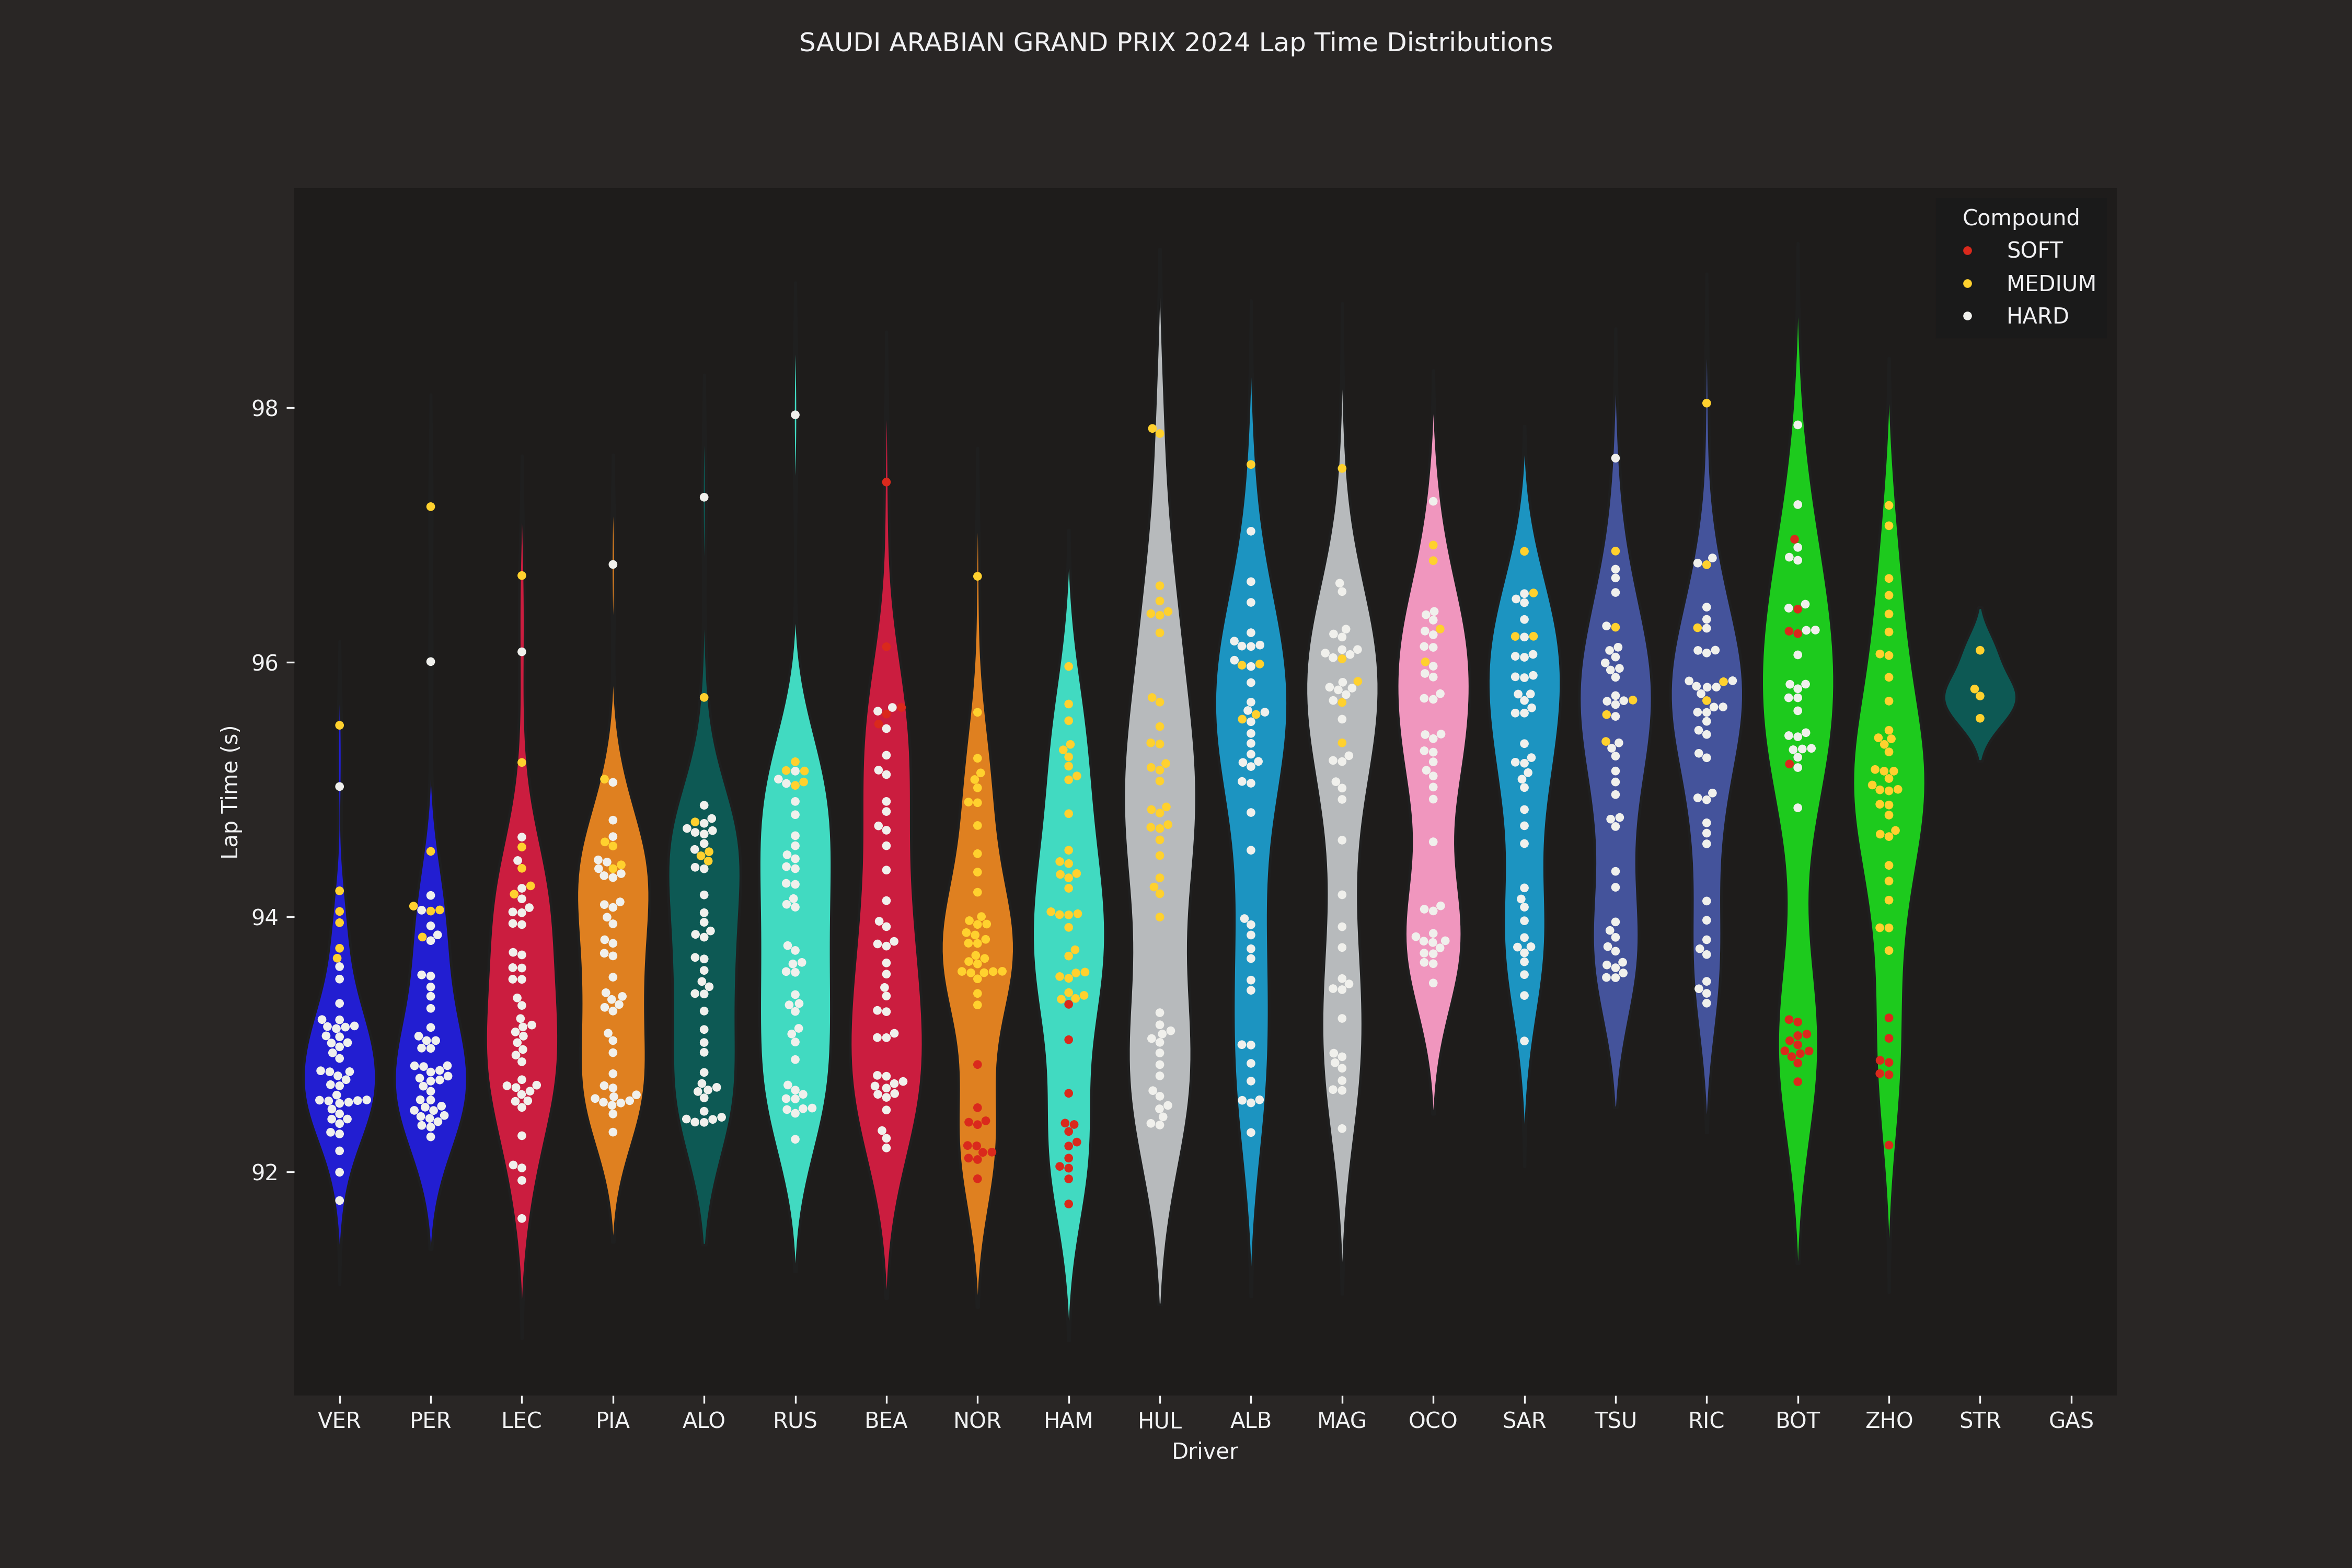 SAUDI ARABIAN GRAND PRIX 2024 Lap Time Distributions
Compound
SOFT
MEDIUM
HARD
Lap Time (s)
98
96
94
92
VER PER LEC PIA ALO RUS BEA NOR HAM HUL ALB MAG OCO SAR TSU RIC BOT ZHO STR GAS
Driver